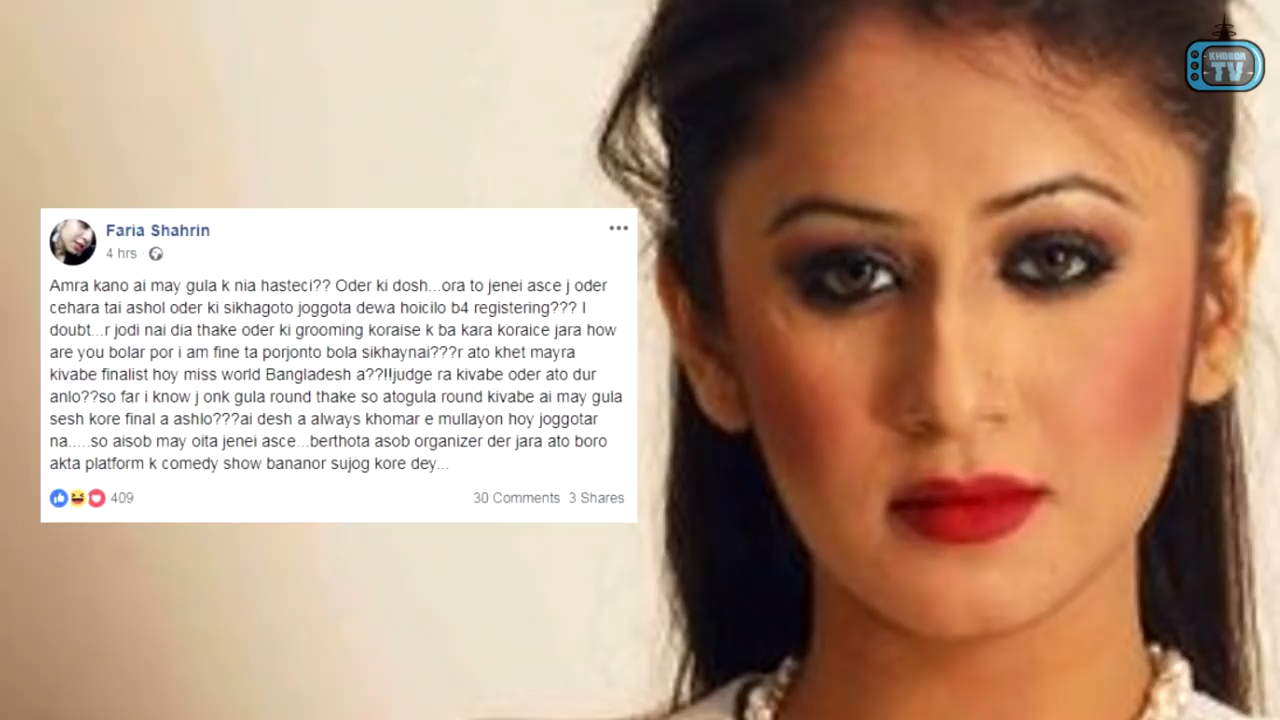 KHOBOR
TV
Faria Shahrin
4 hrs
Amra kano ai may gula k nia hasteci?? Oder ki dosh...ora to jenei asce j oder
cehara tai ashol oder ki sikhagoto joggota dewa hoicilo b4 registering??? I
doubt...r jodi nai dia thake oder ki grooming koraise k ba kara koraice jara how
are you bolar por i am fine ta porjonto bola sikhaynai???r ato khet mayra
kivabe finalist hoy miss world Bangladesh a??!!judge ra kivabe oder ato dur
anlo??so far i know j onk gula round thake so atogula round kivabe ai may gula
sesh kore final a ashlo???ai desh a always khomar e mullayon hoy joggotar
na.....so aisob may oita jenei asce...berthota asob organizer der jara ato boro
akta platform k comedy show bananor sujog kore dey...
409
30 Comments 3 Shares